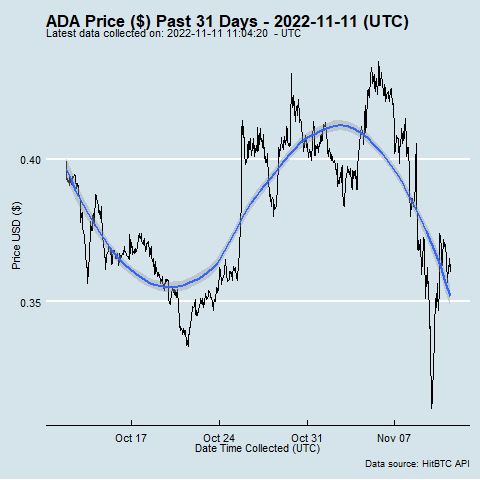 ADA Price ($) Past 31 Days - 2022-11-11 (UTC)
Latest data collected on: 2022-11-11 11:04:20 - UTC
0.40
Price USD ($)
0.35
Oct 17 Oct 24 Oct 31 Nov 07
Date Time Collected (UTC)
Data source: HitBTC API